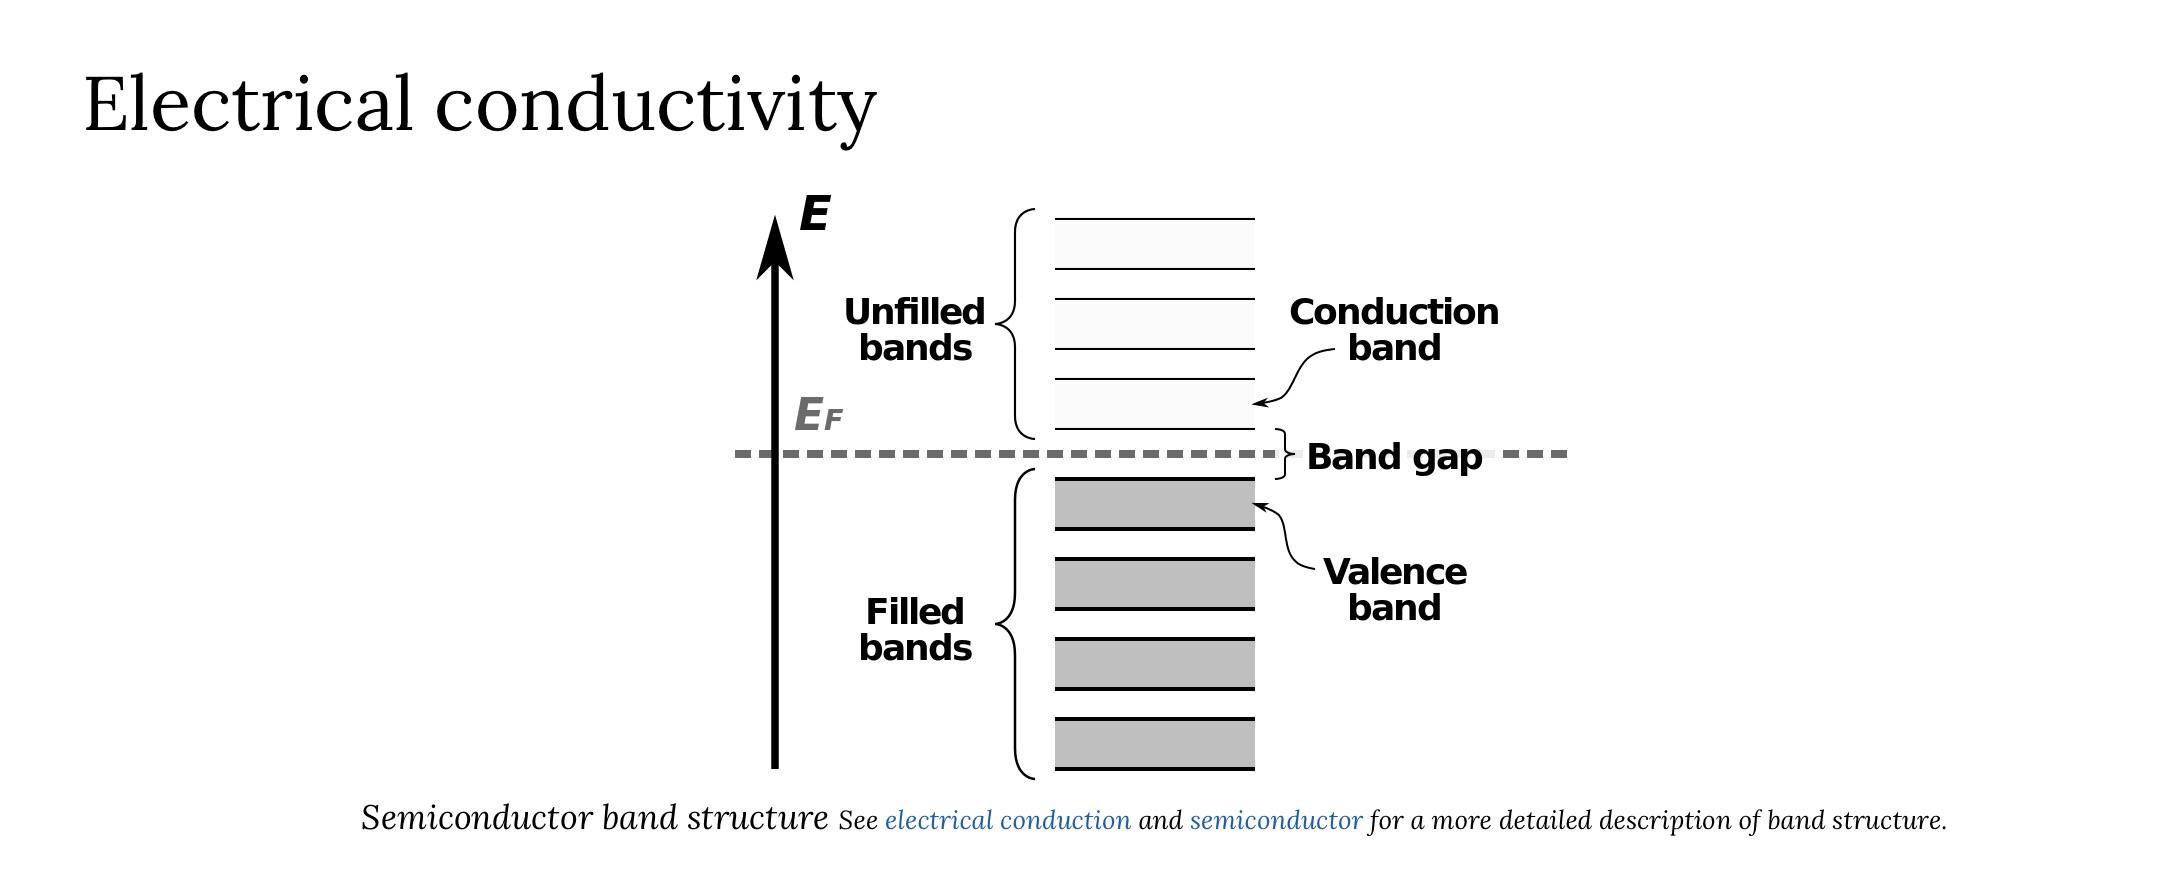 Electrical conductivity
E
Unfilled
bands
Conduction
band
EF
Band gap
Valence
band
Filled
bands
Semiconductor band structure See electrical conduction and semiconductor for a more detailed description of band structure.